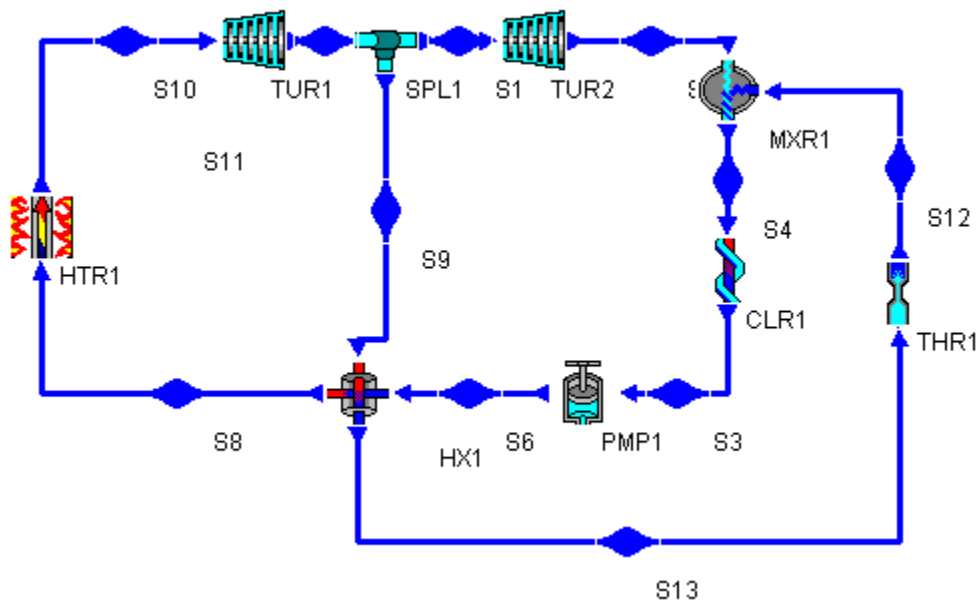 S10
TUR1
SPL1
S1
TUR2
MXR1
S11
S12
S4
S9
HTR1
CLR1
THR1
S8
HX1
S6
PMP1
S3
S13